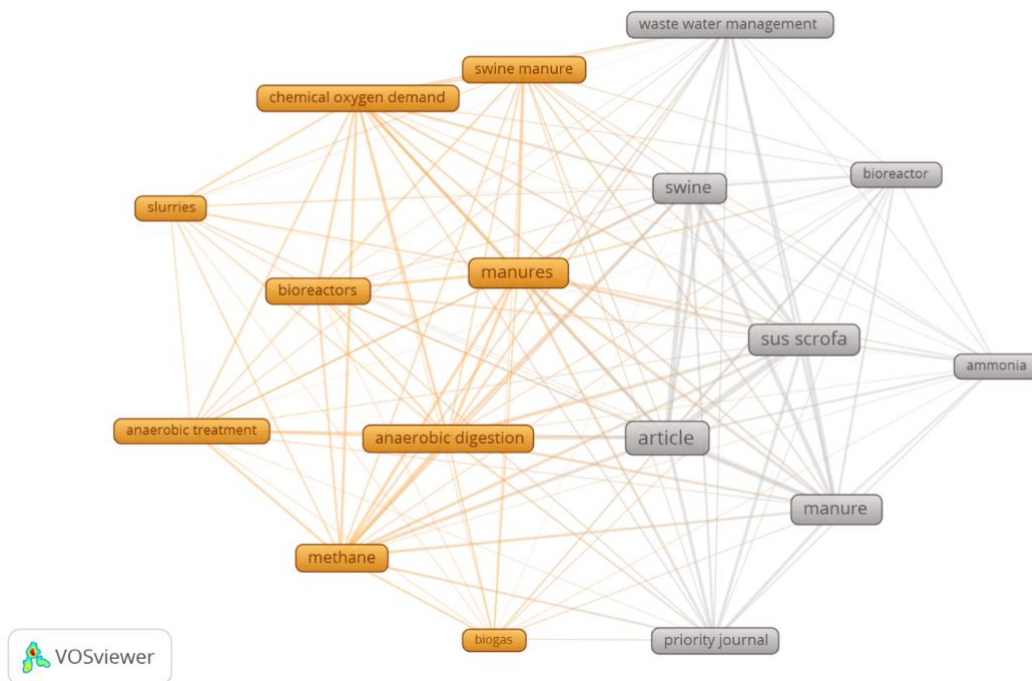 waste water management
swine manure
chemical oxygen demand
bioreactor
swine
slurries
manures
bioreactors
sus scrofa
ammonia
anaerobic treatment
anaerobic digestion
article
manure
methane
biogas
priority journal
VOSviewer